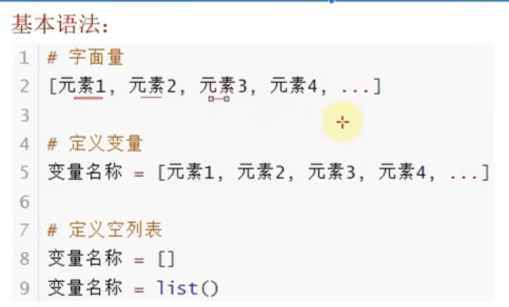 基本语法：
1 # 字面量
2 [元素1, 元素2, 元素3, 元素4, ...]
3
4 # 定义变量
5 变量名称 = [元素1, 元素2, 元素3, 元素4, ...]
6
7 # 定义空列表
8 变量名称 = []
9 变量名称 = list()